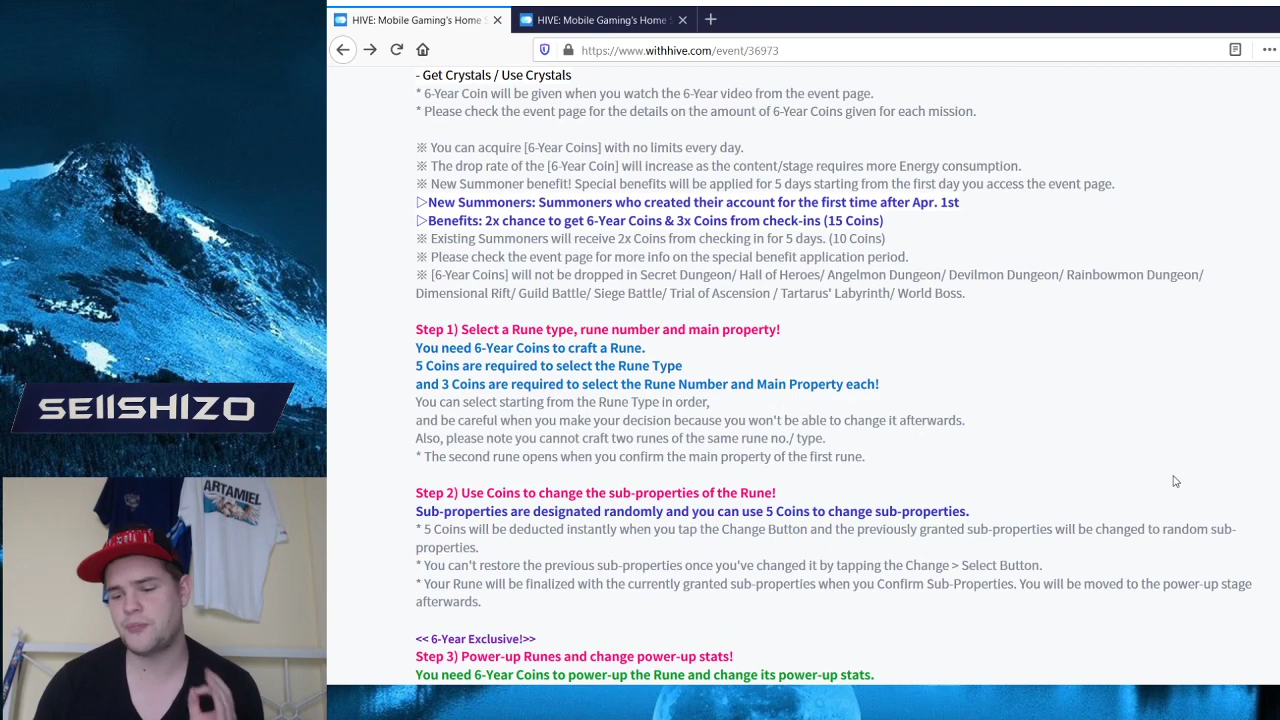 HIVE: Mobile Gaming's Home S
HIVE: Mobile Gaming's Home S
https://www.withhive.com/event/36973
- Get Crystals / Use Crystals
* 6-Year Coin will be given when you watch the 6-Year video from the event page.
* Please check the event page for the details on the amount of 6-Year Coins given for each mission.
※ You can acquire [6-Year Coins] with no limits every day.
※ The drop rate of the [6-Year Coin] will increase as the content/stage requires more Energy consumption.
※ New Summoner benefit! Special benefits will be applied for 5 days starting from the first day you access the event page.
▷New Summoners: Summoners who created their account for the first time after Apr. 1st
▷Benefits: 2x chance to get 6-Year Coins & 3x Coins from check-ins (15 Coins)
※ Existing Summoners will receive 2x Coins from checking in for 5 days. (10 Coins)
※ Please check the event page for more info on the special benefit application period.
※ [6-Year Coins] will not be dropped in Secret Dungeon/ Hall of Heroes/ Angelmon Dungeon/ Devilmon Dungeon/ Rainbowmon Dungeon/
Dimensional Rift/ Guild Battle/ Siege Battle/ Trial of Ascension / Tartarus' Labyrinth/ World Boss.
Step 1) Select a Rune type, rune number and main property!
You need 6-Year Coins to craft a Rune.
5 Coins are required to select the Rune Type
and 3 Coins are required to select the Rune Number and Main Property each!
You can select starting from the Rune Type in order,
and be careful when you make your decision because you won't be able to change it afterwards.
Also, please note you cannot craft two runes of the same rune no./ type.
* The second rune opens when you confirm the main property of the first rune.
Step 2) Use Coins to change the sub-properties of the Rune!
Sub-properties are designated randomly and you can use 5 Coins to change sub-properties.
* 5 Coins will be deducted instantly when you tap the Change Button and the previously granted sub-properties will be changed to random sub-
properties.
* You can't restore the previous sub-properties once you've changed it by tapping the Change > Select Button.
* Your Rune will be finalized with the currently granted sub-properties when you Confirm Sub-Properties. You will be moved to the power-up stage
afterwards.
<< 6-Year Exclusive!>>
Step 3) Power-up Runes and change power-up stats!
You need 6-Year Coins to power-up the Rune and change its power-up stats.
SEIISHIZO
ARTAMIEL